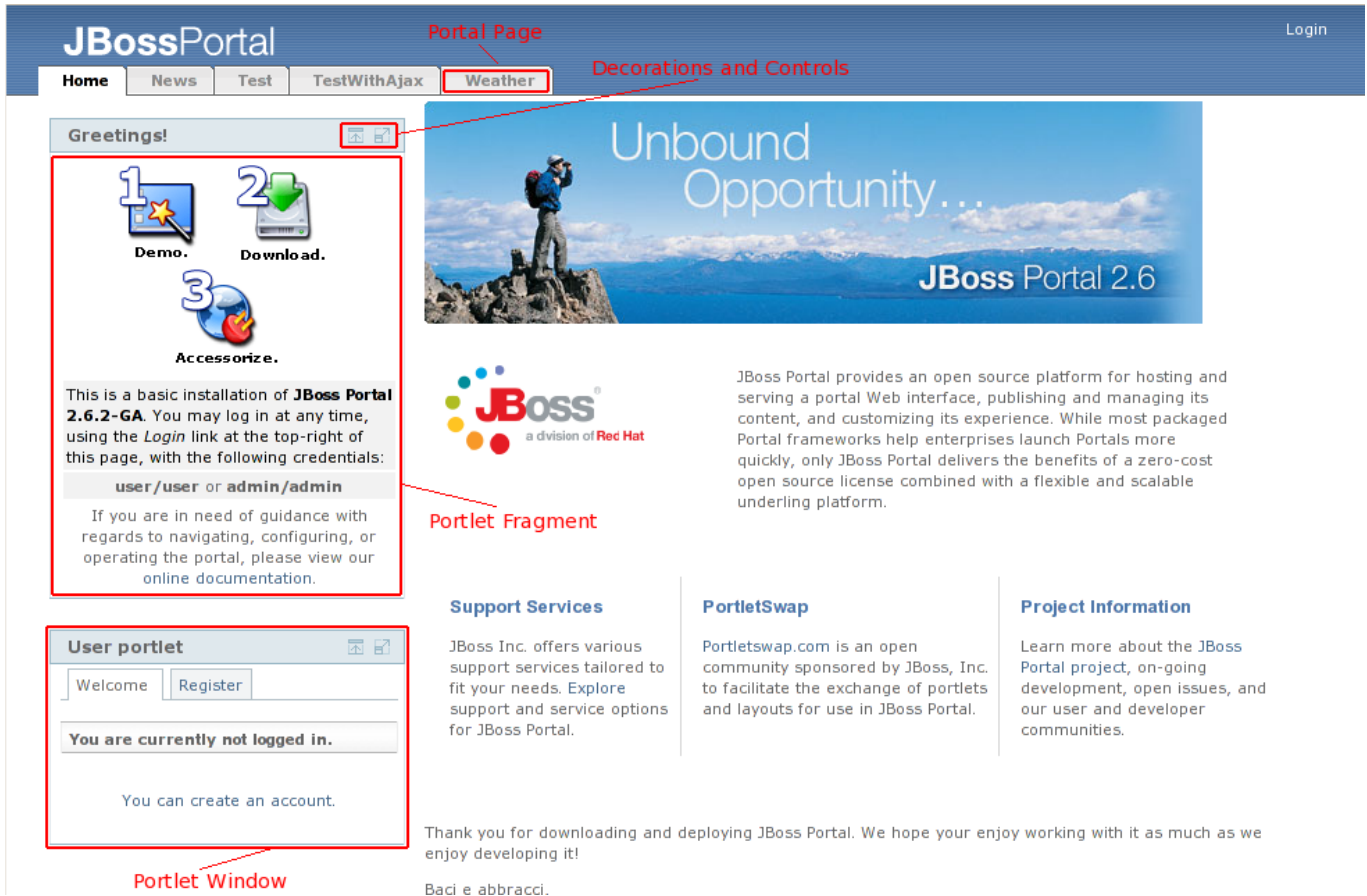 JBossPortal
Login
Portal Page
Home
News
Test
TestWithAjax
Weather
Decorations and Controls
Greetings!
1
Demo.
2
Download.
3
Accessorize.
This is a basic installation of JBoss Portal
2.6.2-GA. You may log in at any time,
using the Login link at the top-right of
this page, with the following credentials:
user/user or admin/admin
If you are in need of guidance with
regards to navigating, configuring, or
operating the portal, please view our
online documentation.
Portlet Fragment
User portlet
Welcome
Register
You are currently not logged in.
You can create an account.
Portlet Window
Unbound
Opportunity...
JBoss Portal 2.6
JBoss®
a division of Red Hat
JBoss Portal provides an open source platform for hosting and
serving a portal Web interface, publishing and managing its
content, and customizing its experience. While most packaged
Portal frameworks help enterprises launch Portals more
quickly, only JBoss Portal delivers the benefits of a zero-cost
open source license combined with a flexible and scalable
underling platform.
Support Services
JBoss Inc. offers various
support services tailored to
fit your needs. Explore
support and service options
for JBoss Portal.
PortletSwap
Portletswap.com is an open
community sponsored by JBoss, Inc.
to facilitate the exchange of portlets
and layouts for use in JBoss Portal.
Project Information
Learn more about the JBoss
Portal project, on-going
development, open issues, and
our user and developer
communities.
Thank you for downloading and deploying JBoss Portal. We hope your enjoy working with it as much as we
enjoy developing it!
Baci e abbracci,